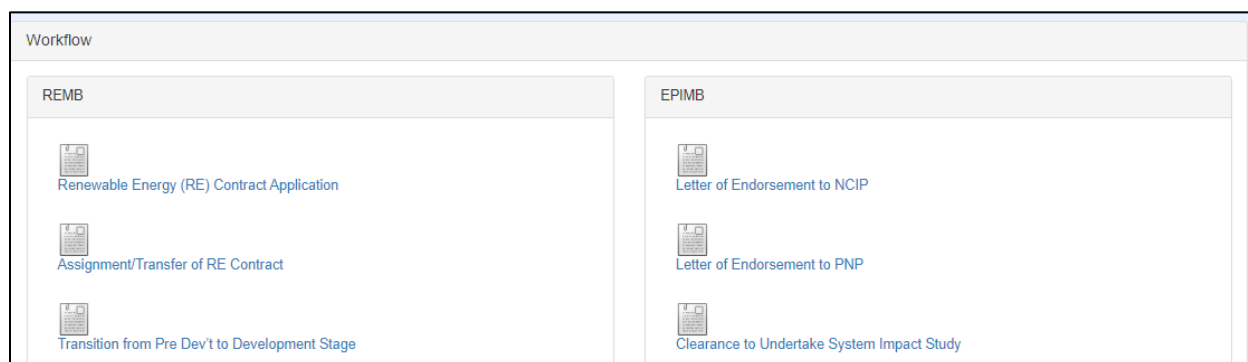 Workflow
REMB
Renewable Energy (RE) Contract Application
Assignment/Transfer of RE Contract
Transition from Pre Dev't to Development Stage
EPIMB
Letter of Endorsement to NCIP
Letter of Endorsement to PNP
Clearance to Undertake System Impact Study